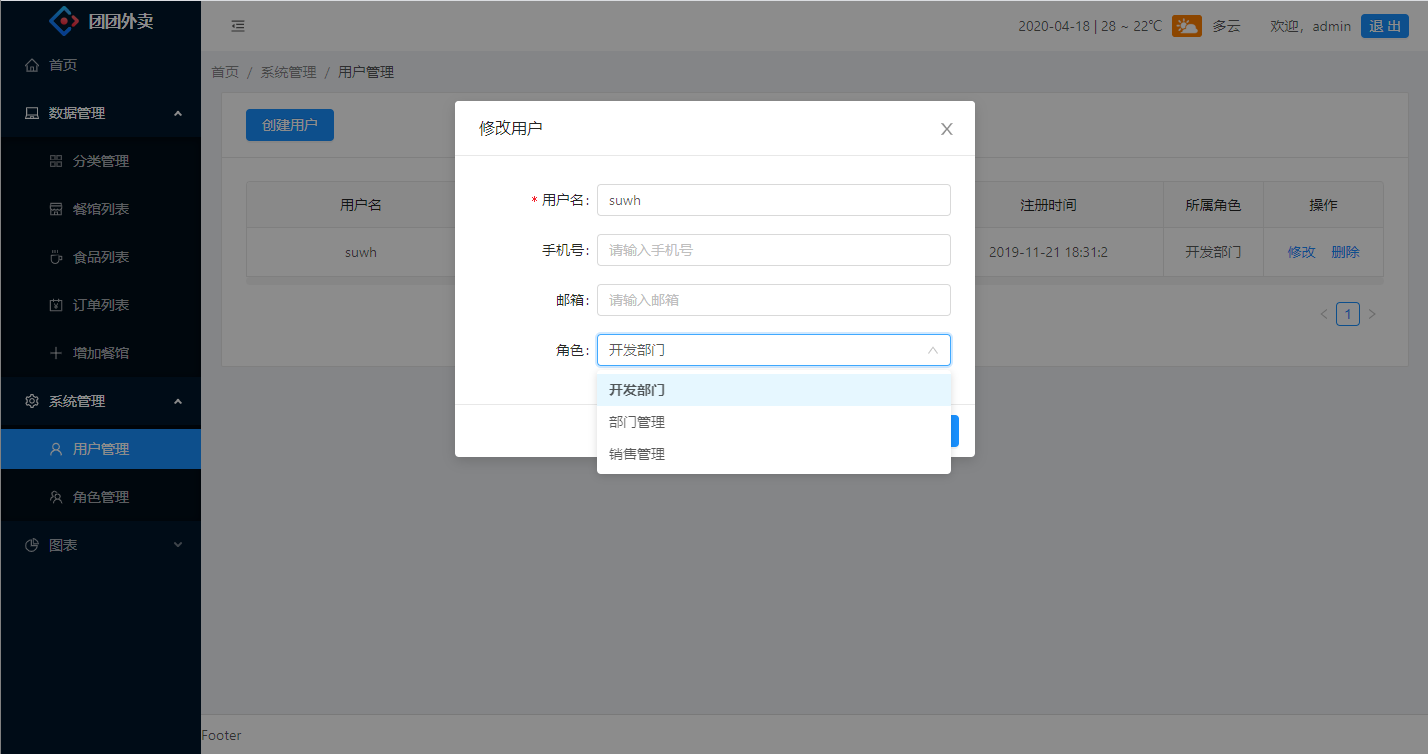 团团外卖
2020-04-18 | 28 ~ 22℃ 多云 欢迎，admin 退 出
首页
数据管理
分类管理
餐馆列表
食品列表
订单列表
增加餐馆
系统管理
用户管理
角色管理
图表
首页 / 系统管理 / 用户管理
创建用户
用户名 注册时间 所属角色 操作
suwh 2019-11-21 18:31:2 开发部门 修改 删除
1
修改用户
* 用户名: suwh
手机号: 请输入手机号
邮箱: 请输入邮箱
角色: 开发部门
开发部门
部门管理
销售管理
Footer